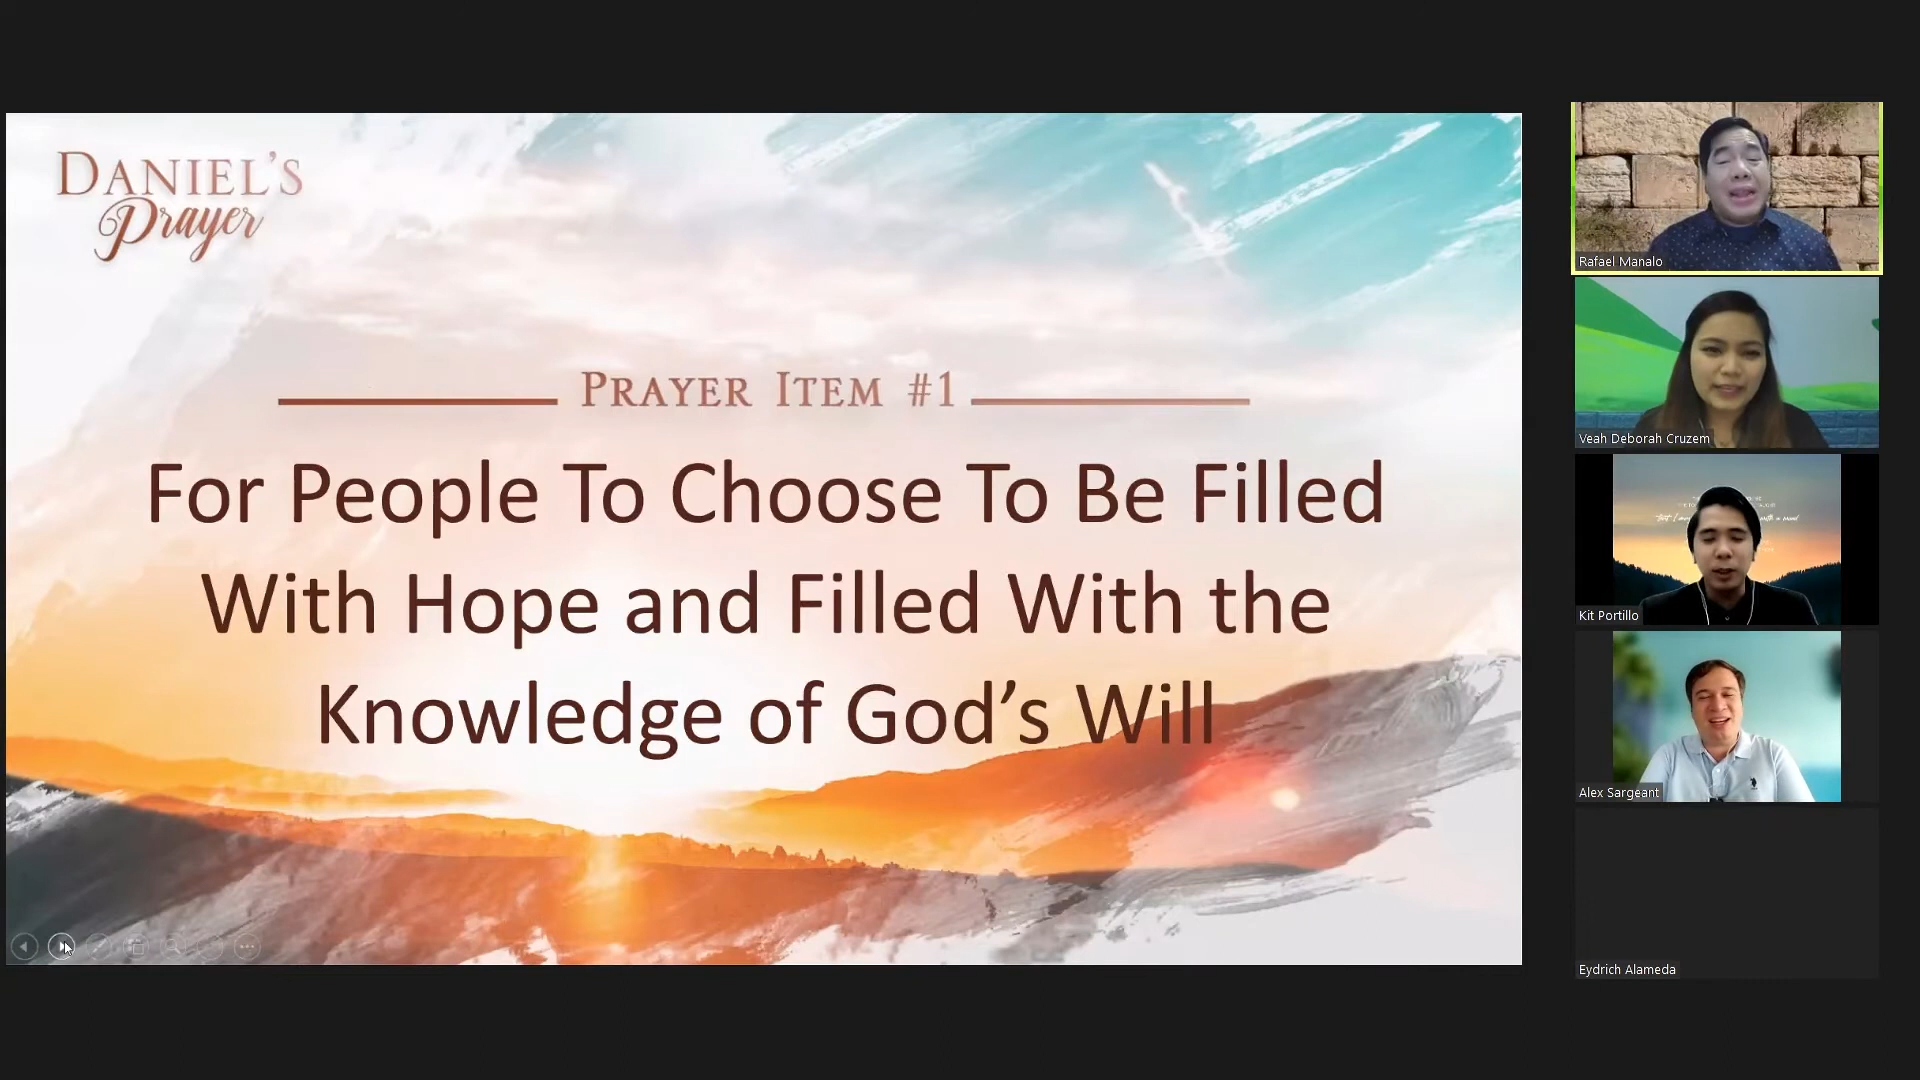 DANIEL'S
Prayer
PRAYER ITEM #1
For People To Choose To Be Filled
With Hope and Filled With the
Knowledge of God’s Will
Rafael Manalo
Veah Deborah Cruzem
Kit Portillo
Alex Sargeant
Eydrich Alameda